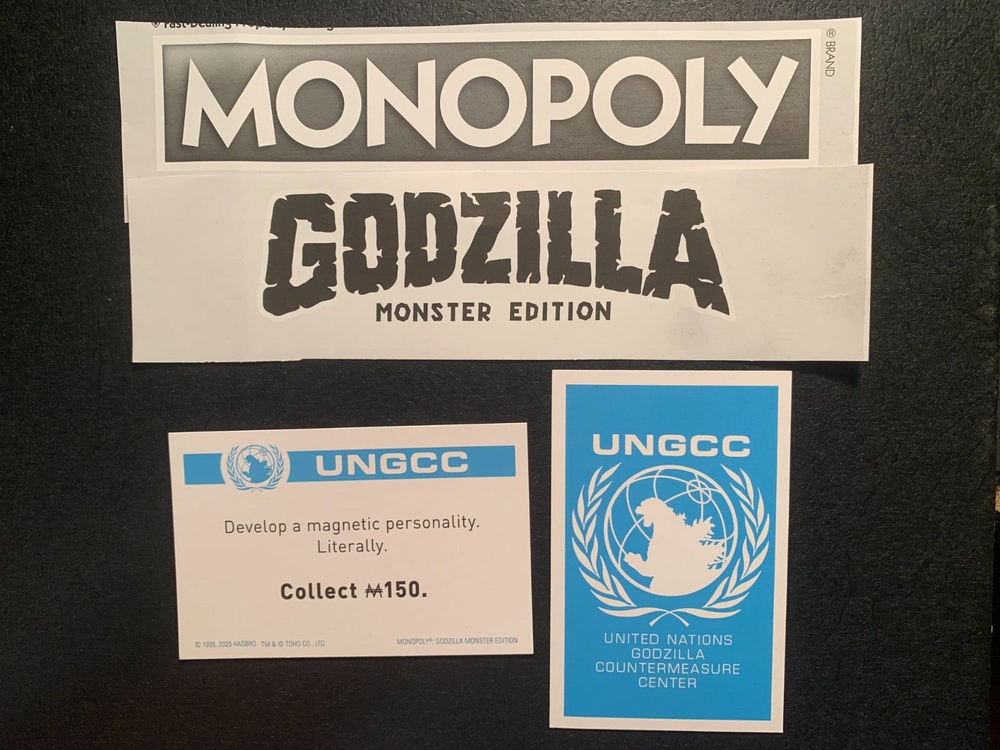 MONOPOLY
® BRAND
GODZILLA
MONSTER EDITION
UNGCC
Develop a magnetic personality.
Literally.
Collect ₩150.
© 1935, 2020 HASBRO TM & © TOHO CO., LTD.
MONOPOLY®: GODZILLA MONSTER EDITION
UNGCC
UNITED NATIONS
GODZILLA
COUNTERMEASURE
CENTER